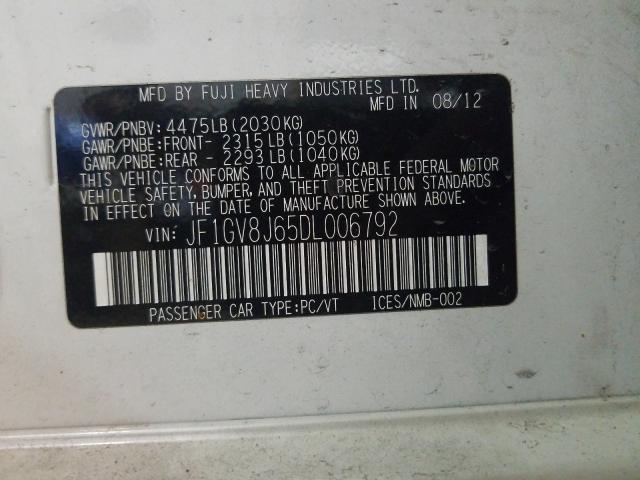 MFD BY FUJI HEAVY INDUSTRIES LTD.
MFD IN 08/12
GVWR/PNBV: 4475LB(2030KG)
GAWR/PNBE:FRONT- 2315LB(1050KG)
GAWR/PNBE:REAR - 2293LB(1040KG)
THIS VEHICLE CONFORMS TO ALL APPLICABLE FEDERAL MOTOR
VEHICLE SAFETY, BUMPER, AND THEFT PREVENTION STANDARDS
IN EFFECT ON THE DATE OF MANUFACTURE SHOWN ABOVE.
VIN: JF1GV8J65DL006792
PASSENGER CAR TYPE:PC/VT ICES/NMB-002